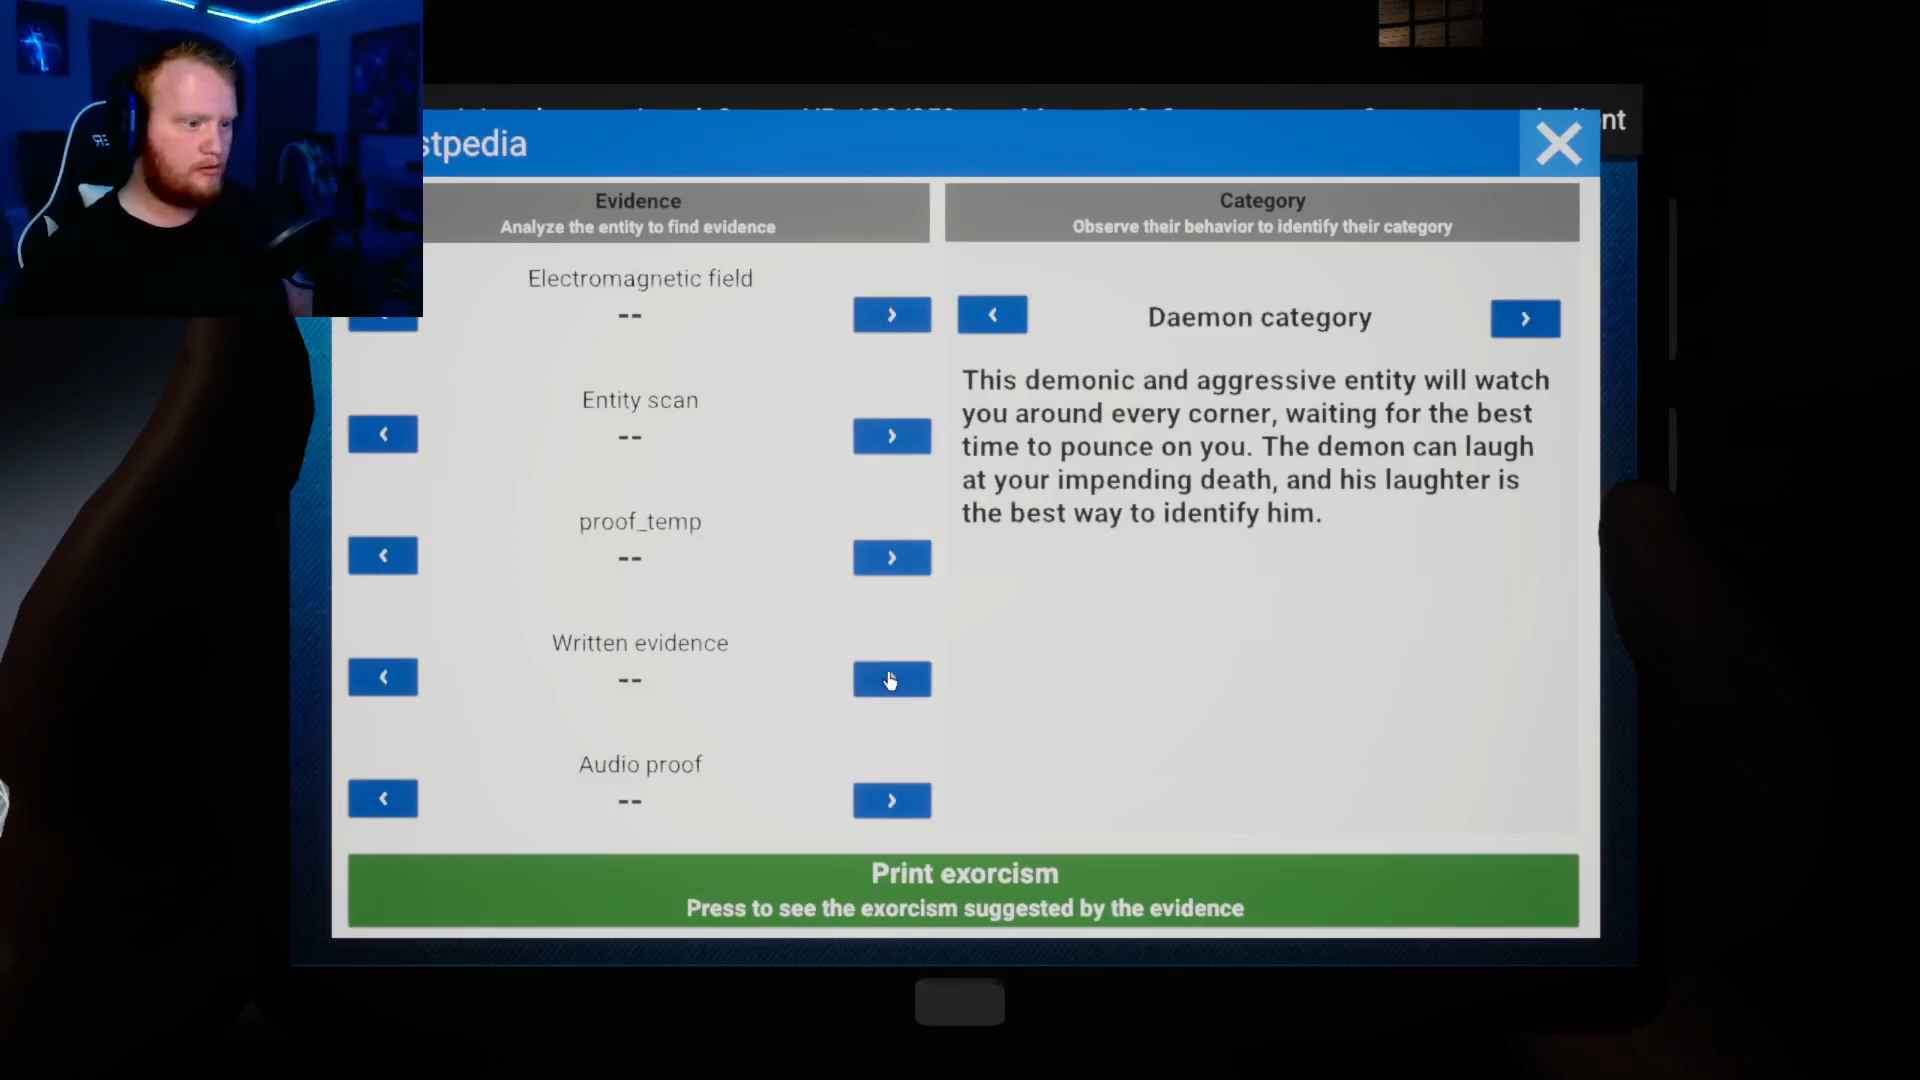 nt
stpedia
Evidence
Analyze the entity to find evidence
Category
Observe their behavior to identify their category
Electromagnetic field
--
Daemon category
This demonic and aggressive entity will watch
you around every corner, waiting for the best
time to pounce on you. The demon can laugh
at your impending death, and his laughter is
the best way to identify him.
Entity scan
--
proof_temp
--
Written evidence
--
Audio proof
--
Print exorcism
Press to see the exorcism suggested by the evidence